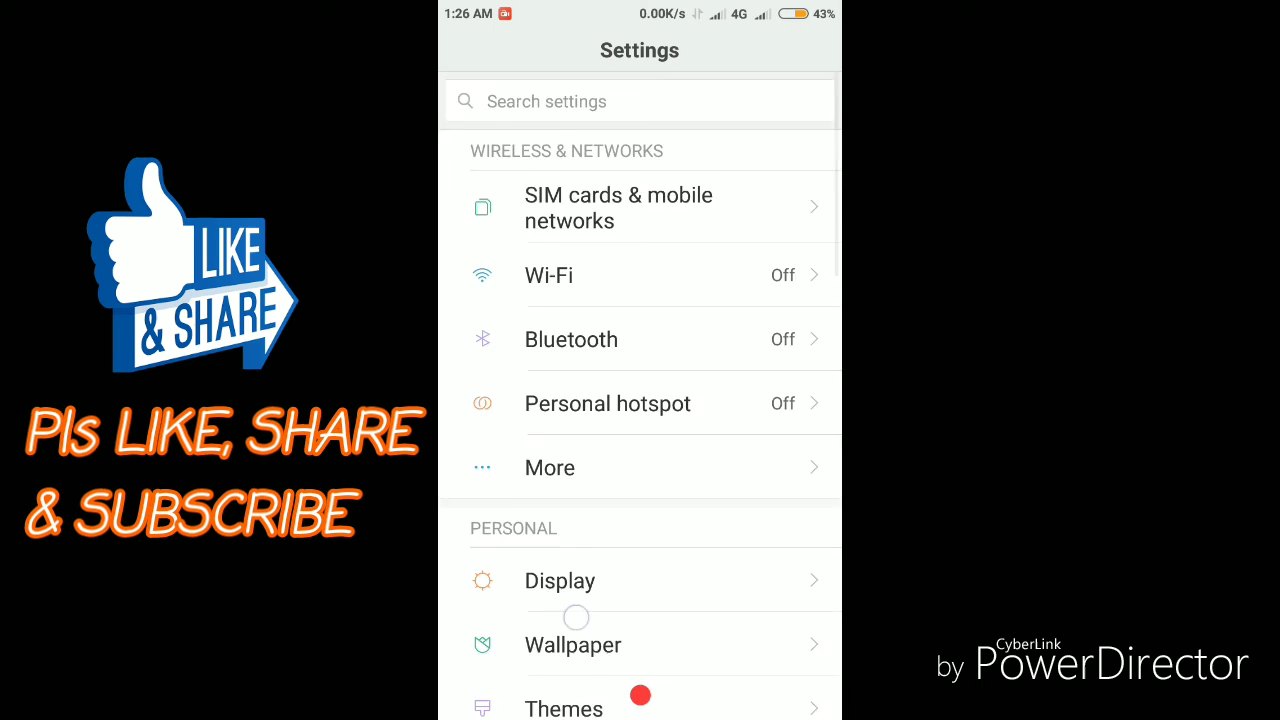 1:26 AM 0.00K/s 4G 43%
Settings
Search settings
WIRELESS & NETWORKS
SIM cards & mobile
networks
Wi-Fi Off
Bluetooth Off
Personal hotspot Off
More
PERSONAL
Display
Wallpaper
Themes
LIKE
& SHARE
Pls LIKE, SHARE
& SUBSCRIBE
CyberLink
by PowerDirector